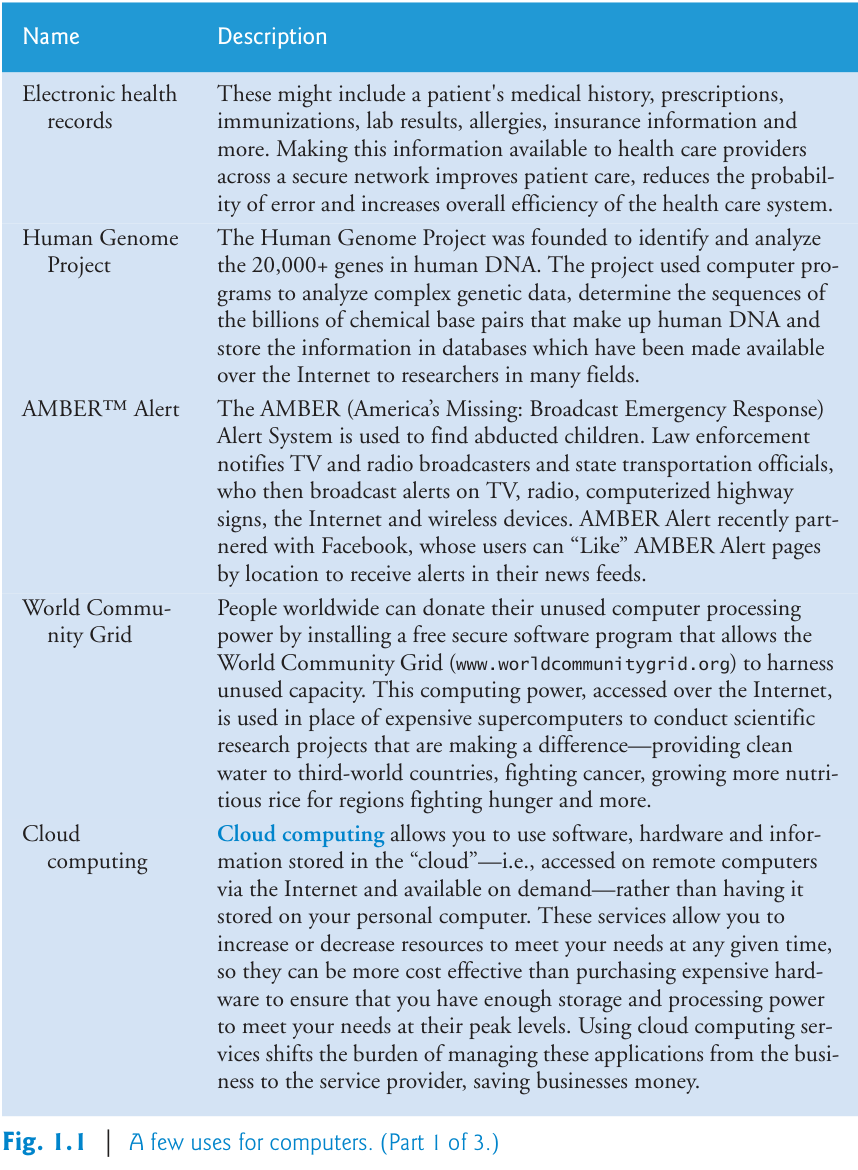 Name Description
Electronic health These might include a patient's medical history, prescriptions,
records immunizations, lab results, allergies, insurance information and
more. Making this information available to health care providers
across a secure network improves patient care, reduces the probabil-
ity of error and increases overall efficiency of the health care system.
Human Genome The Human Genome Project was founded to identify and analyze
Project the 20,000+ genes in human DNA. The project used computer pro-
grams to analyze complex genetic data, determine the sequences of
the billions of chemical base pairs that make up human DNA and
store the information in databases which have been made available
over the Internet to researchers in many fields.
AMBER™ Alert The AMBER (America’s Missing: Broadcast Emergency Response)
Alert System is used to find abducted children. Law enforcement
notifies TV and radio broadcasters and state transportation officials,
who then broadcast alerts on TV, radio, computerized highway
signs, the Internet and wireless devices. AMBER Alert recently part-
nered with Facebook, whose users can “Like” AMBER Alert pages
by location to receive alerts in their news feeds.
World Commu- People worldwide can donate their unused computer processing
nity Grid power by installing a free secure software program that allows the
World Community Grid (www.worldcommunitygrid.org) to harness
unused capacity. This computing power, accessed over the Internet,
is used in place of expensive supercomputers to conduct scientific
research projects that are making a difference—providing clean
water to third-world countries, fighting cancer, growing more nutri-
tious rice for regions fighting hunger and more.
Cloud Cloud computing allows you to use software, hardware and infor-
computing mation stored in the “cloud”—i.e., accessed on remote computers
via the Internet and available on demand—rather than having it
stored on your personal computer. These services allow you to
increase or decrease resources to meet your needs at any given time,
so they can be more cost effective than purchasing expensive hard-
ware to ensure that you have enough storage and processing power
to meet your needs at their peak levels. Using cloud computing ser-
vices shifts the burden of managing these applications from the busi-
ness to the service provider, saving businesses money.
Fig. 1.1 | A few uses for computers. (Part 1 of 3.)